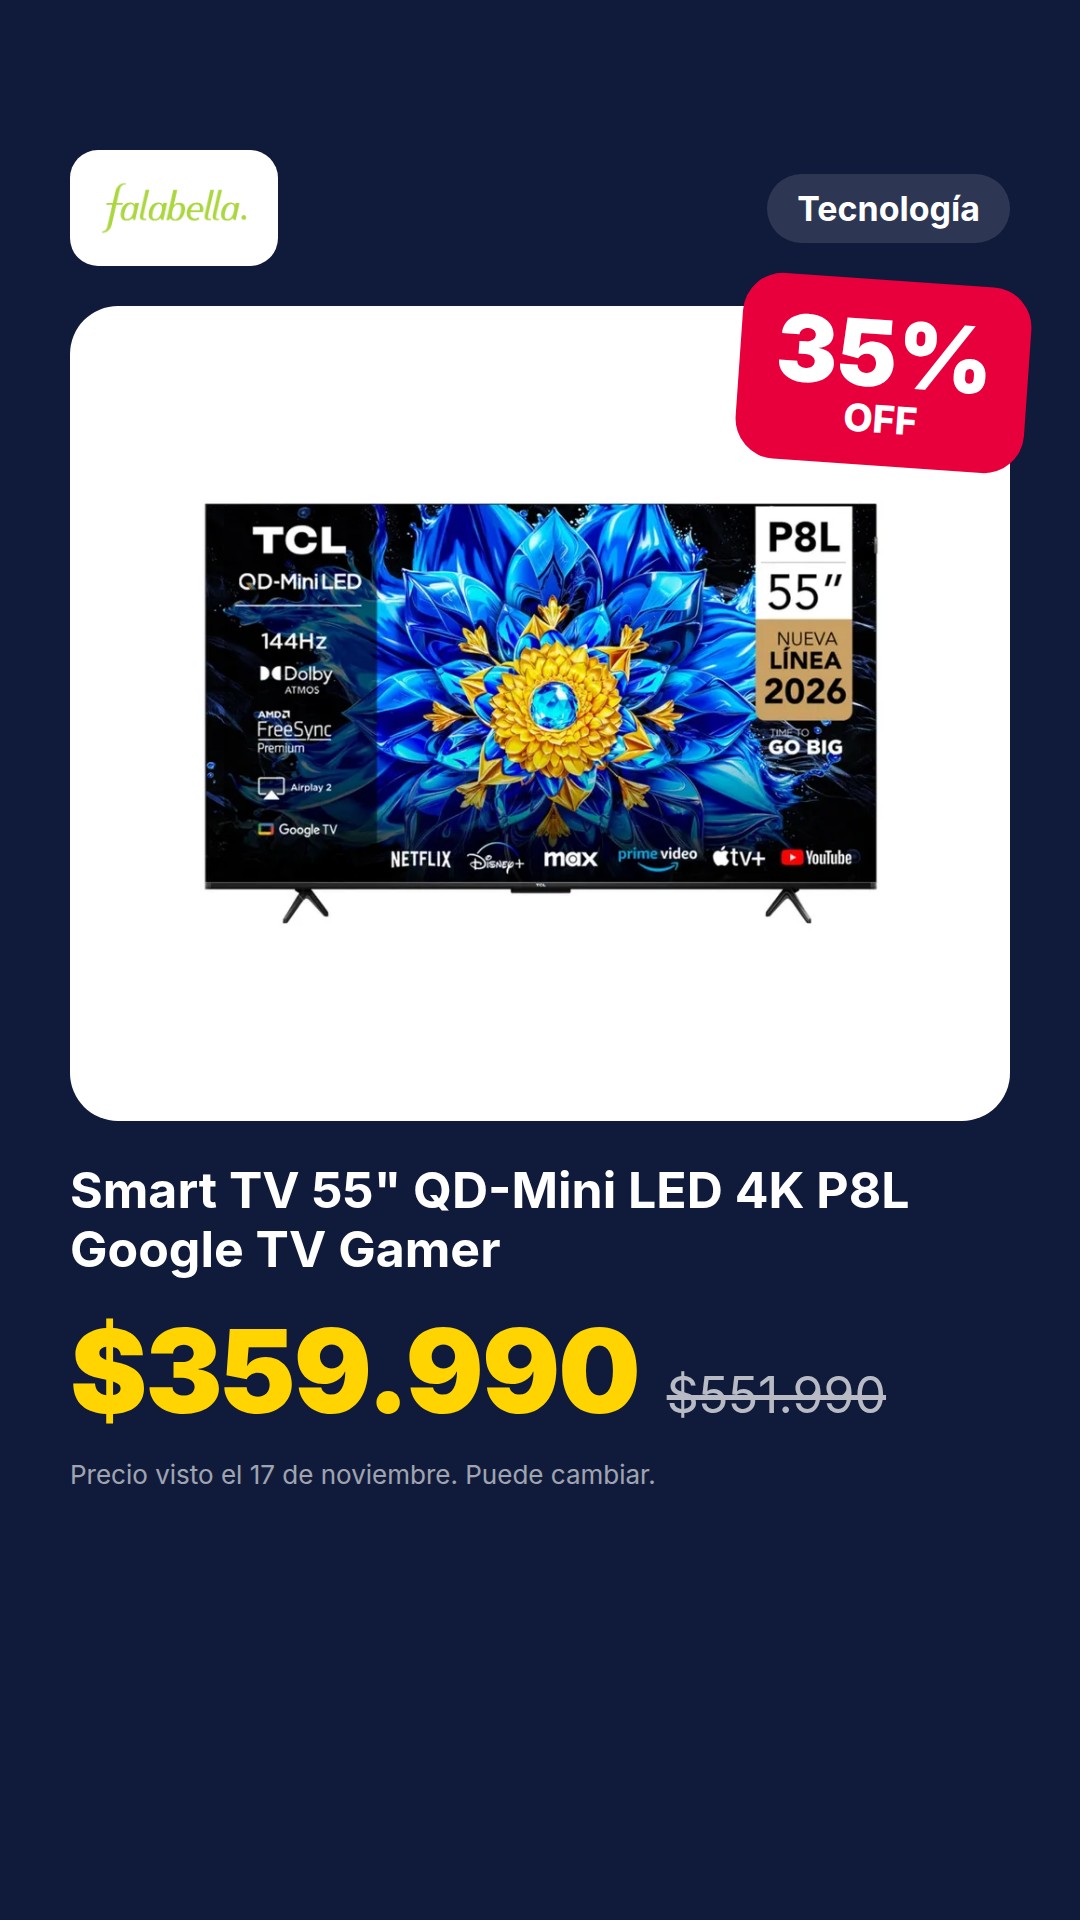 falabella.
Tecnología
35%
OFF
TCL
QD-Mini LED
144Hz
Dolby
ATMOS
AMD
FreeSync
Premium
Airplay 2
Google TV
P8L
55”
NUEVA
LÍNEA
2026
TIME TO
GO BIG
NETFLIX Disney+ max prime video tv+ YouTube
TCL
Smart TV 55" QD-Mini LED 4K P8L
Google TV Gamer
$359.990 $551.990
Precio visto el 17 de noviembre. Puede cambiar.